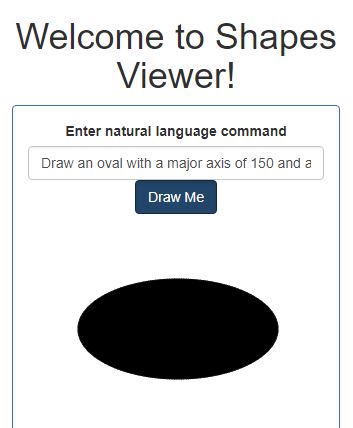 Welcome to Shapes
Viewer!
Enter natural language command
Draw an oval with a major axis of 150 and a
Draw Me